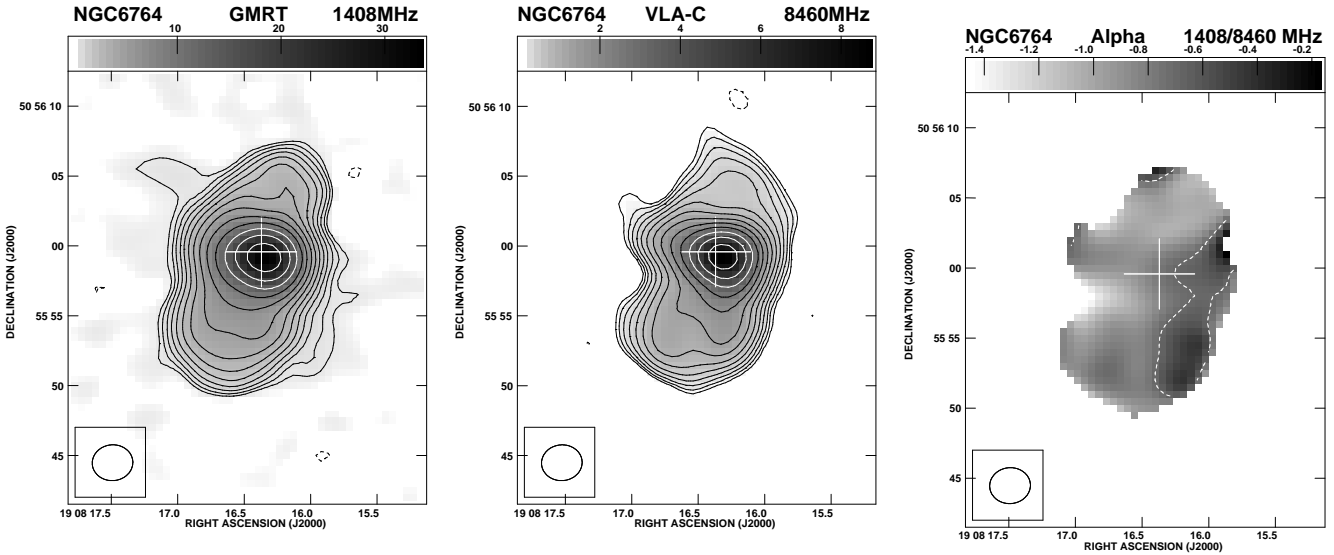 NGC6764 GMRT 1408MHz
10 20 30
50 56 10
05
00
55 55
50
45
DECLINATION (J2000)
19 08 17.5 17.0 16.5 16.0 15.5
RIGHT ASCENSION (J2000)
NGC6764 VLA-C 8460MHz
2 4 6 8
50 56 10
05
00
55 55
50
45
DECLINATION (J2000)
19 08 17.5 17.0 16.5 16.0 15.5
RIGHT ASCENSION (J2000)
NGC6764 Alpha 1408/8460 MHz
-1.4 -1.2 -1.0 -0.8 -0.6 -0.4 -0.2
50 56 10
05
00
55 55
50
45
DECLINATION (J2000)
19 08 17.5 17.0 16.5 16.0 15.5
RIGHT ASCENSION (J2000)